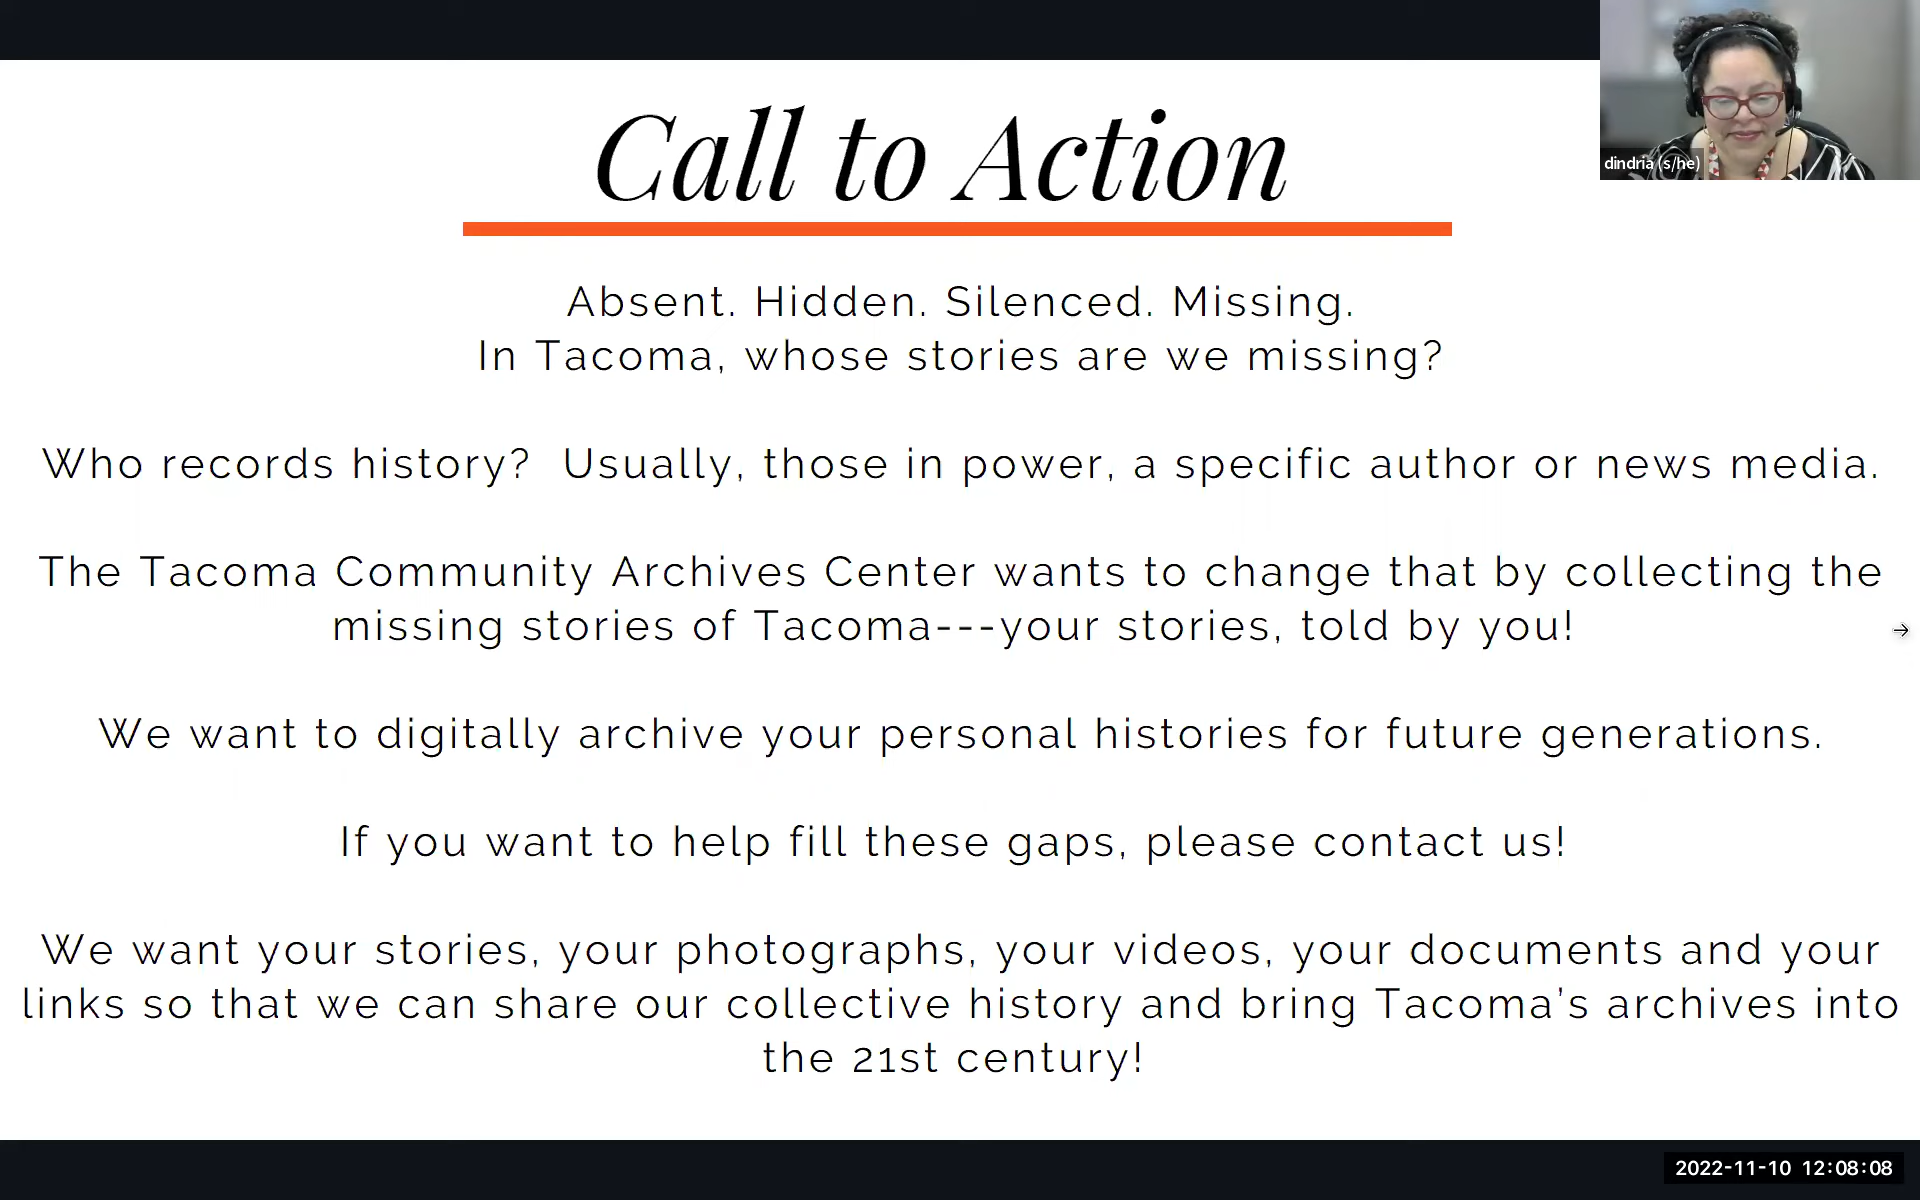 Call to Action
dindria (s/he)
Absent. Hidden. Silenced. Missing.
In Tacoma, whose stories are we missing?
Who records history?  Usually, those in power, a specific author or news media.
The Tacoma Community Archives Center wants to change that by collecting the
missing stories of Tacoma---your stories, told by you!
We want to digitally archive your personal histories for future generations.
If you want to help fill these gaps, please contact us!
We want your stories, your photographs, your videos, your documents and your
links so that we can share our collective history and bring Tacoma’s archives into
the 21st century!
2022-11-10 12:08:08